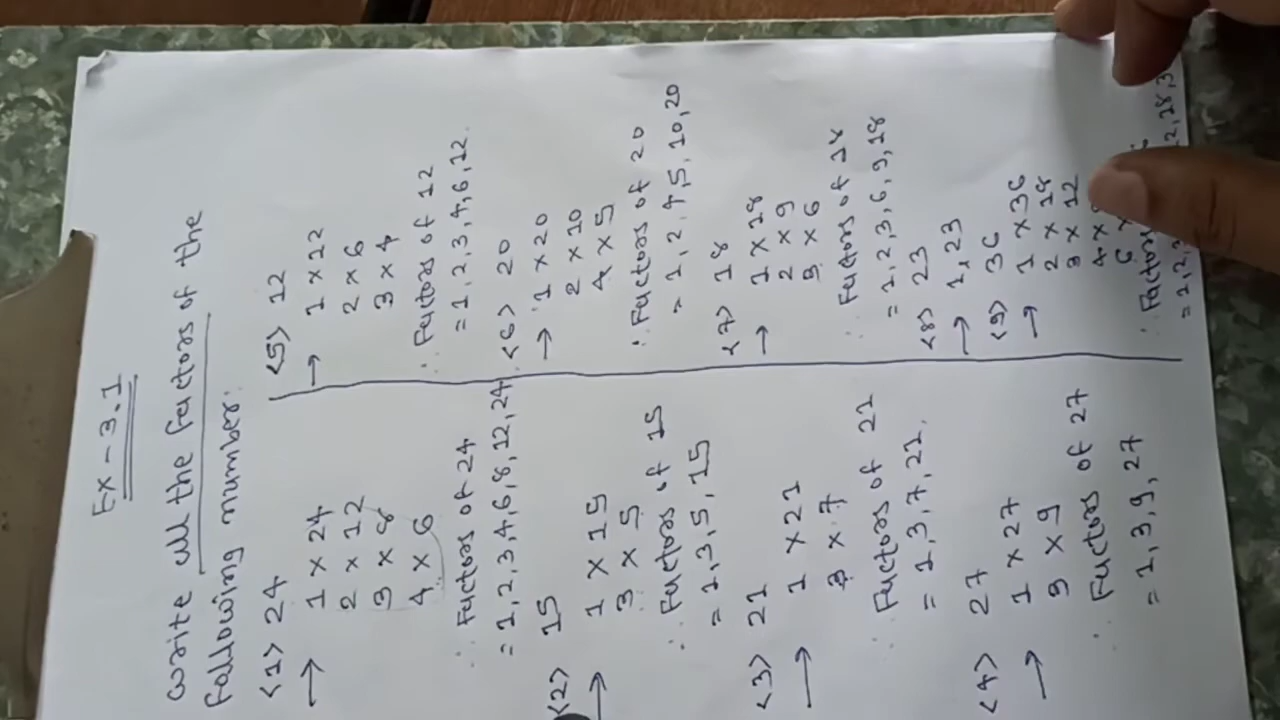 Ex - 3.1
write all the factors of the
following number.
<1> 24
→ 1 x 24
2 x 12
3 x 8
4 x 6
∴ Factors of 24
= 1, 2, 3, 4, 6, 8, 12, 24
<2> 15
→ 1 x 15
3 x 5
∴ Factors of 15
= 1, 3, 5, 15
<3> 21
→ 1 x 21
3 x 7
∴ Factors of 21
= 1, 3, 7, 21.
<4> 27
→ 1 x 27
3 x 9
∴ Factors of 27
= 1, 3, 9, 27
<5> 12
→ 1 x 12
2 x 6
3 x 4
∴ Factors of 12
= 1, 2, 3, 4, 6, 12.
<6> 20
→ 1 x 20
2 x 10
4 x 5
∴ Factors of 20
= 1, 2, 4, 5, 10, 20
<7> 18
→ 1 x 18
2 x 9
3 x 6
∴ Factors of 18
= 1, 2, 3, 6, 9, 18
<8> 23
→ 1, 23
<9> 36
→ 1 x 36
2 x 18
3 x 12
4 x
6 x
∴ Factors
= 1, 2, 18,